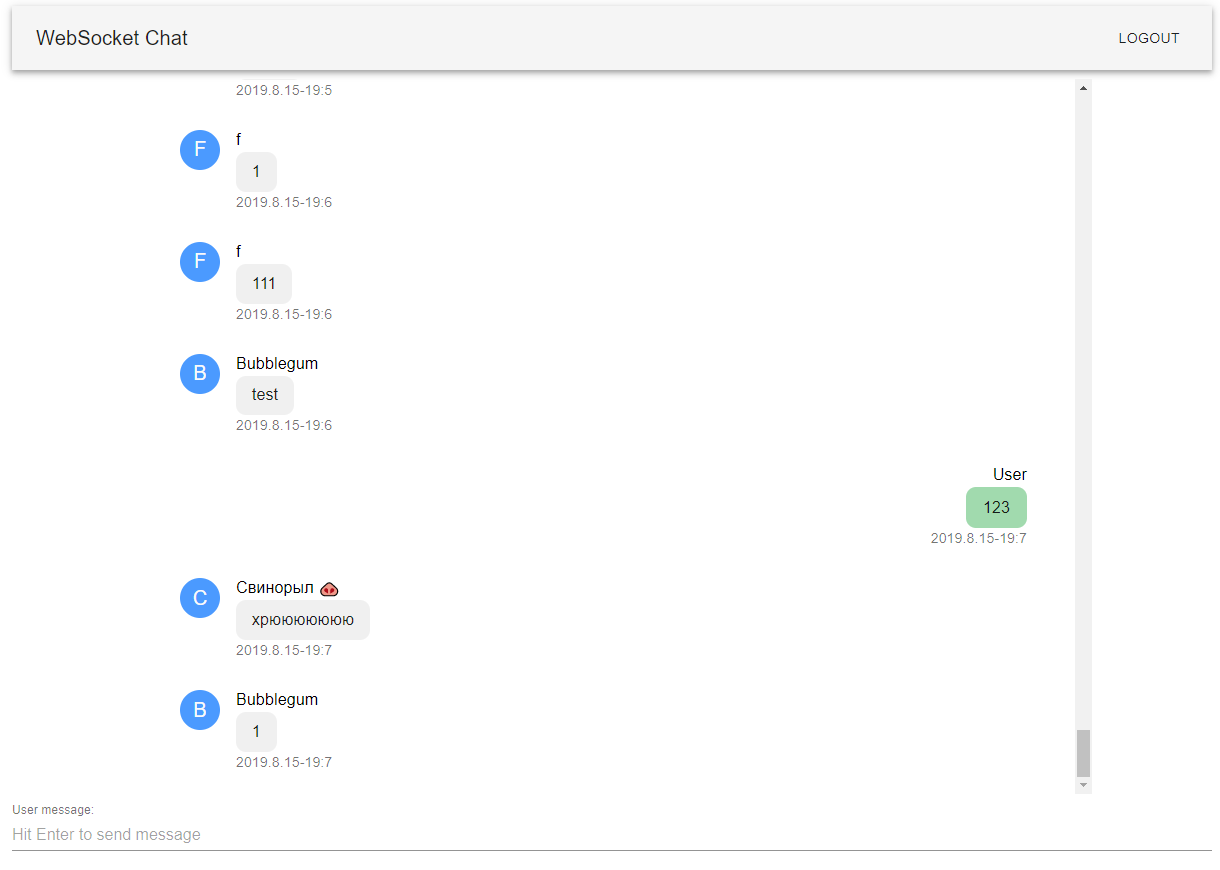 WebSocket Chat
LOGOUT
2019.8.15-19:5
F
f
1
2019.8.15-19:6
F
f
111
2019.8.15-19:6
B
Bubblegum
test
2019.8.15-19:6
User
123
2019.8.15-19:7
С
Свинорыл 🐽
хрюююююю
2019.8.15-19:7
B
Bubblegum
1
2019.8.15-19:7
User message:
Hit Enter to send message